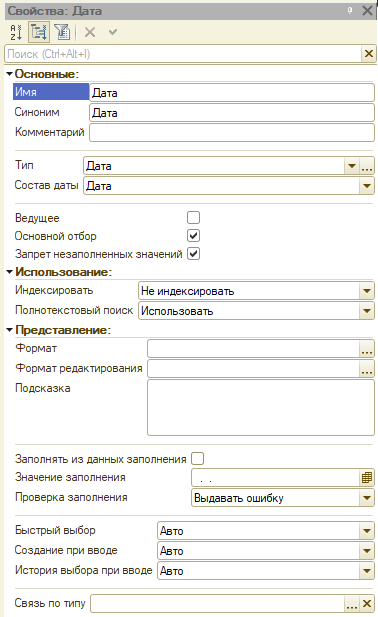 Свойства: Дата
Поиск (Ctrl+Alt+I)
Основные:
Имя Дата
Синоним Дата
Комментарий
Тип Дата
Состав даты Дата
Ведущее
Основной отбор
Запрет незаполненных значений
Использование:
Индексировать Не индексировать
Полнотекстовый поиск Использовать
Представление:
Формат ...
Формат редактирования ...
Подсказка
Заполнять из данных заполнения
Значение заполнения . .
Проверка заполнения Выдавать ошибку
Быстрый выбор Авто
Создание при вводе Авто
История выбора при вводе Авто
Связь по типу ...